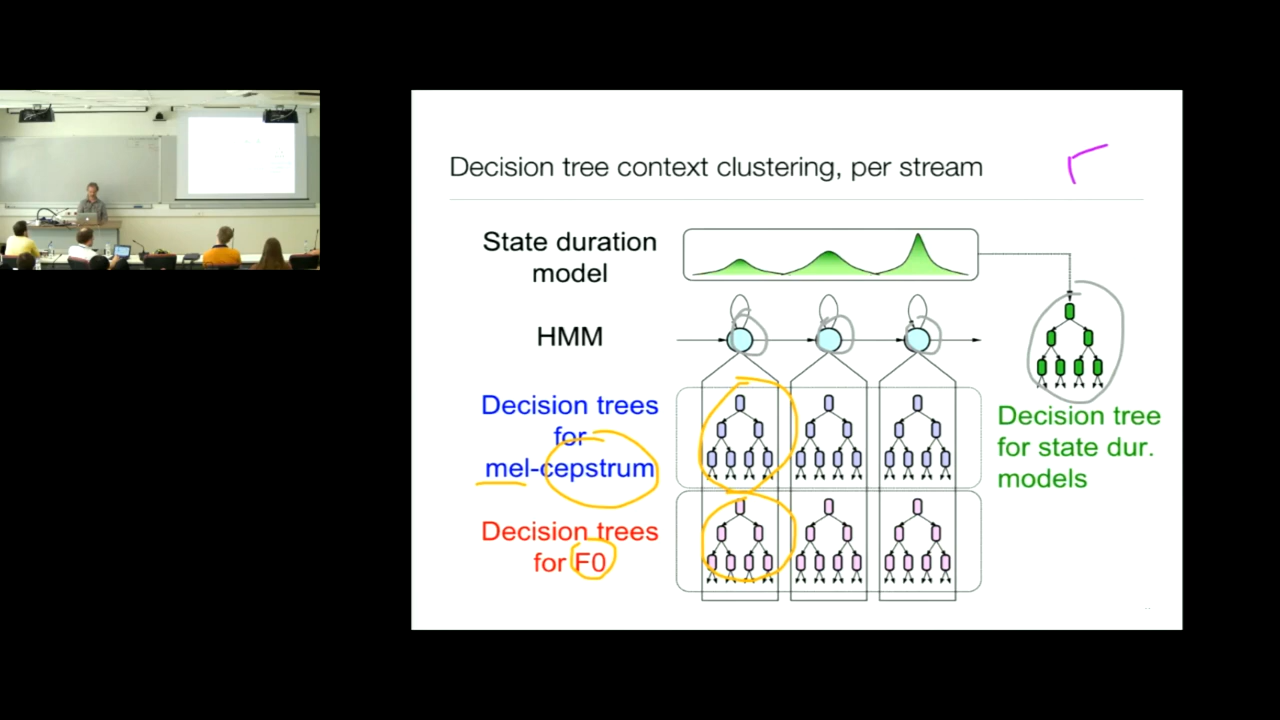 Decision tree context clustering, per stream
State duration
model
HMM
Decision trees
for
mel-cepstrum
Decision trees
for F0
Decision tree
for state dur.
models